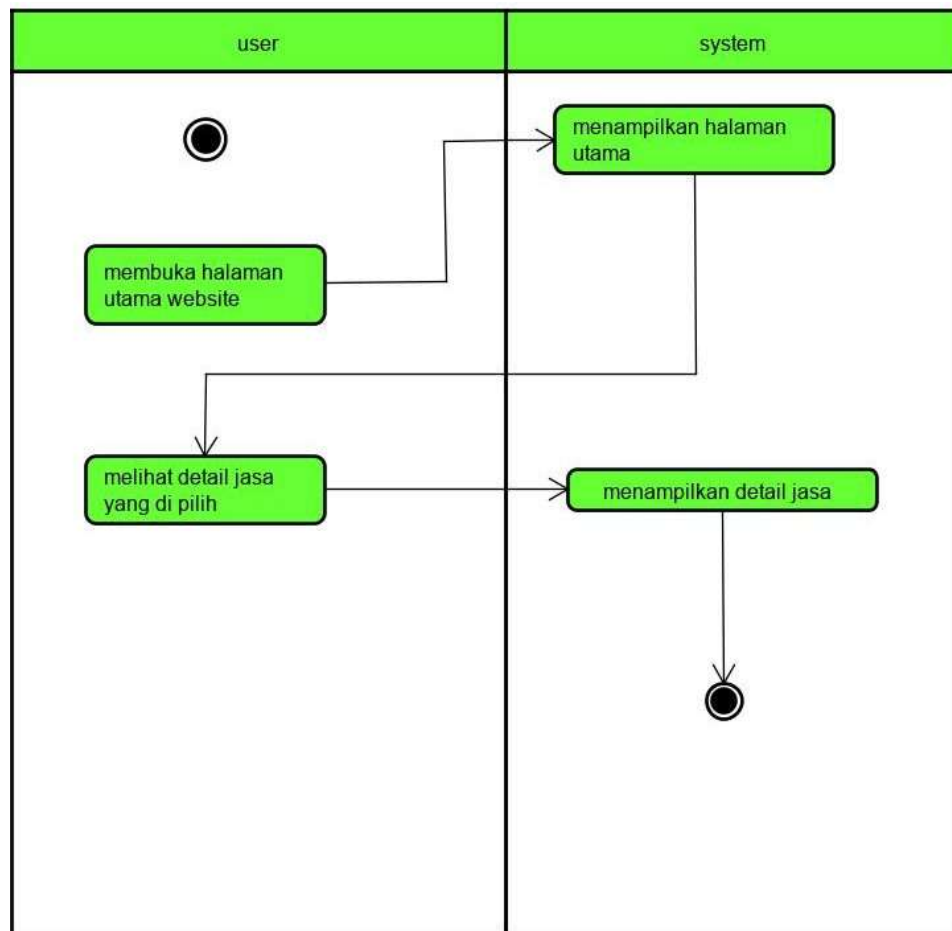 user
system
menampilkan halaman
utama
membuka halaman
utama website
melihat detail jasa
yang di pilih
menampilkan detail jasa